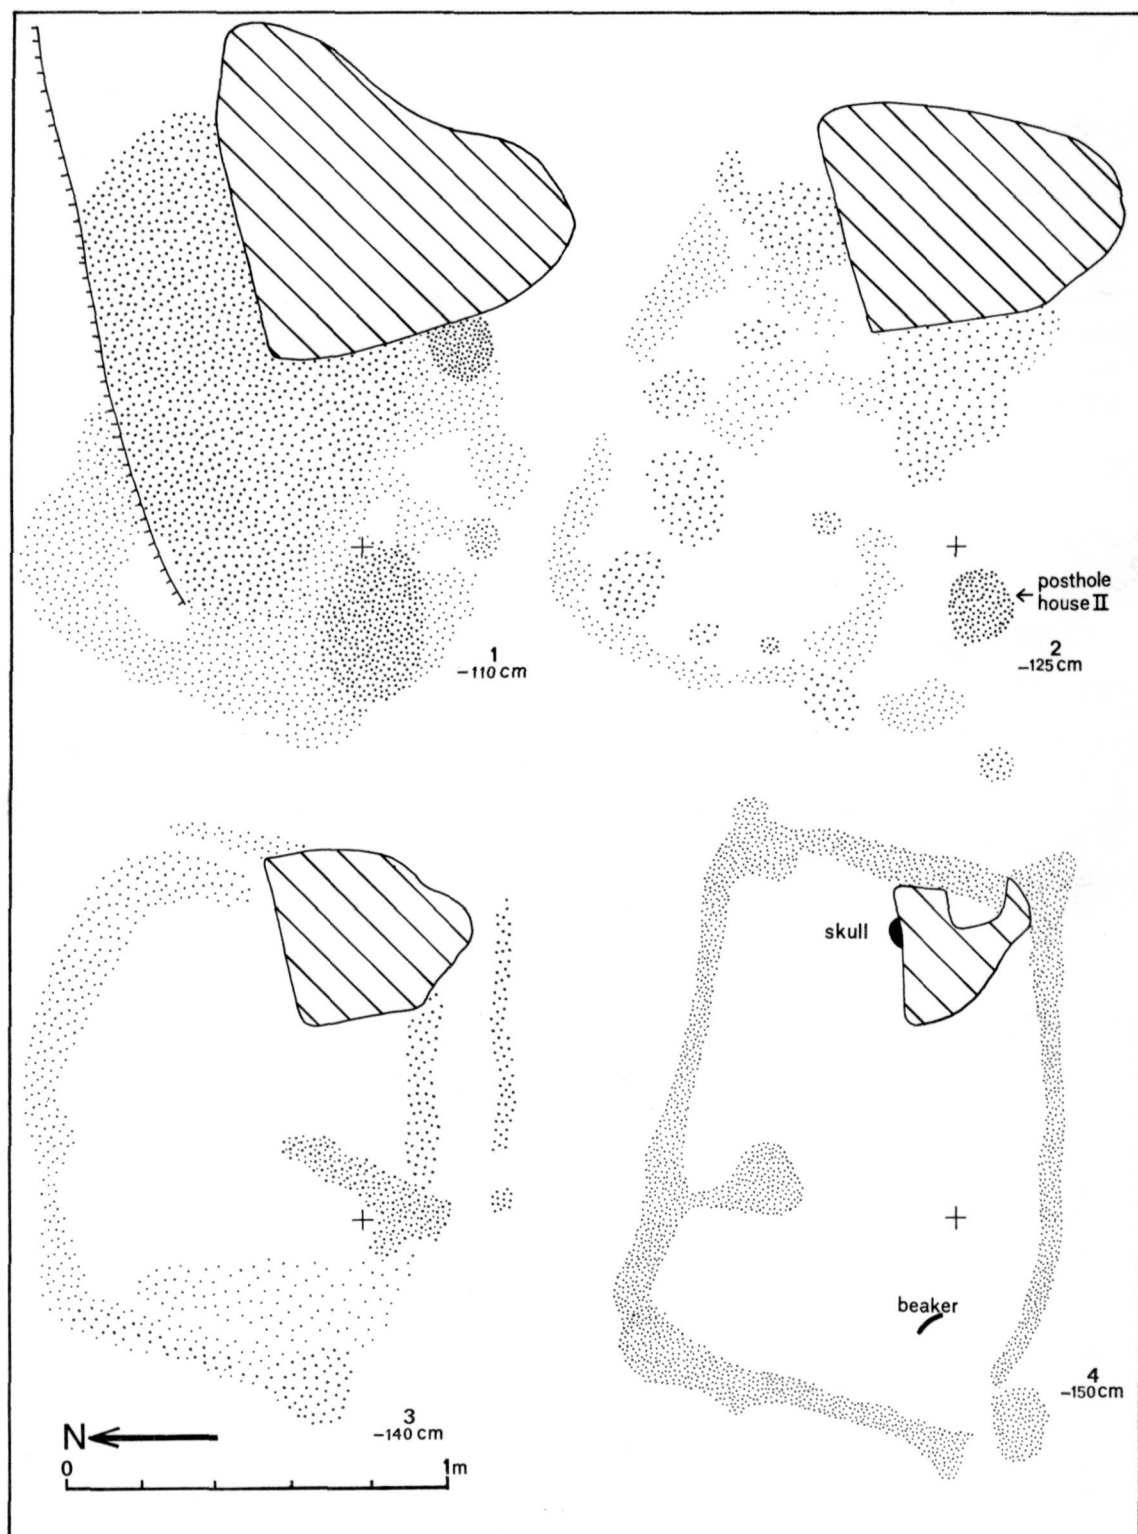 posthole
house II
1
-110 cm
2
-125 cm
skull
beaker
3
-140 cm
4
-150 cm
N
0 1m